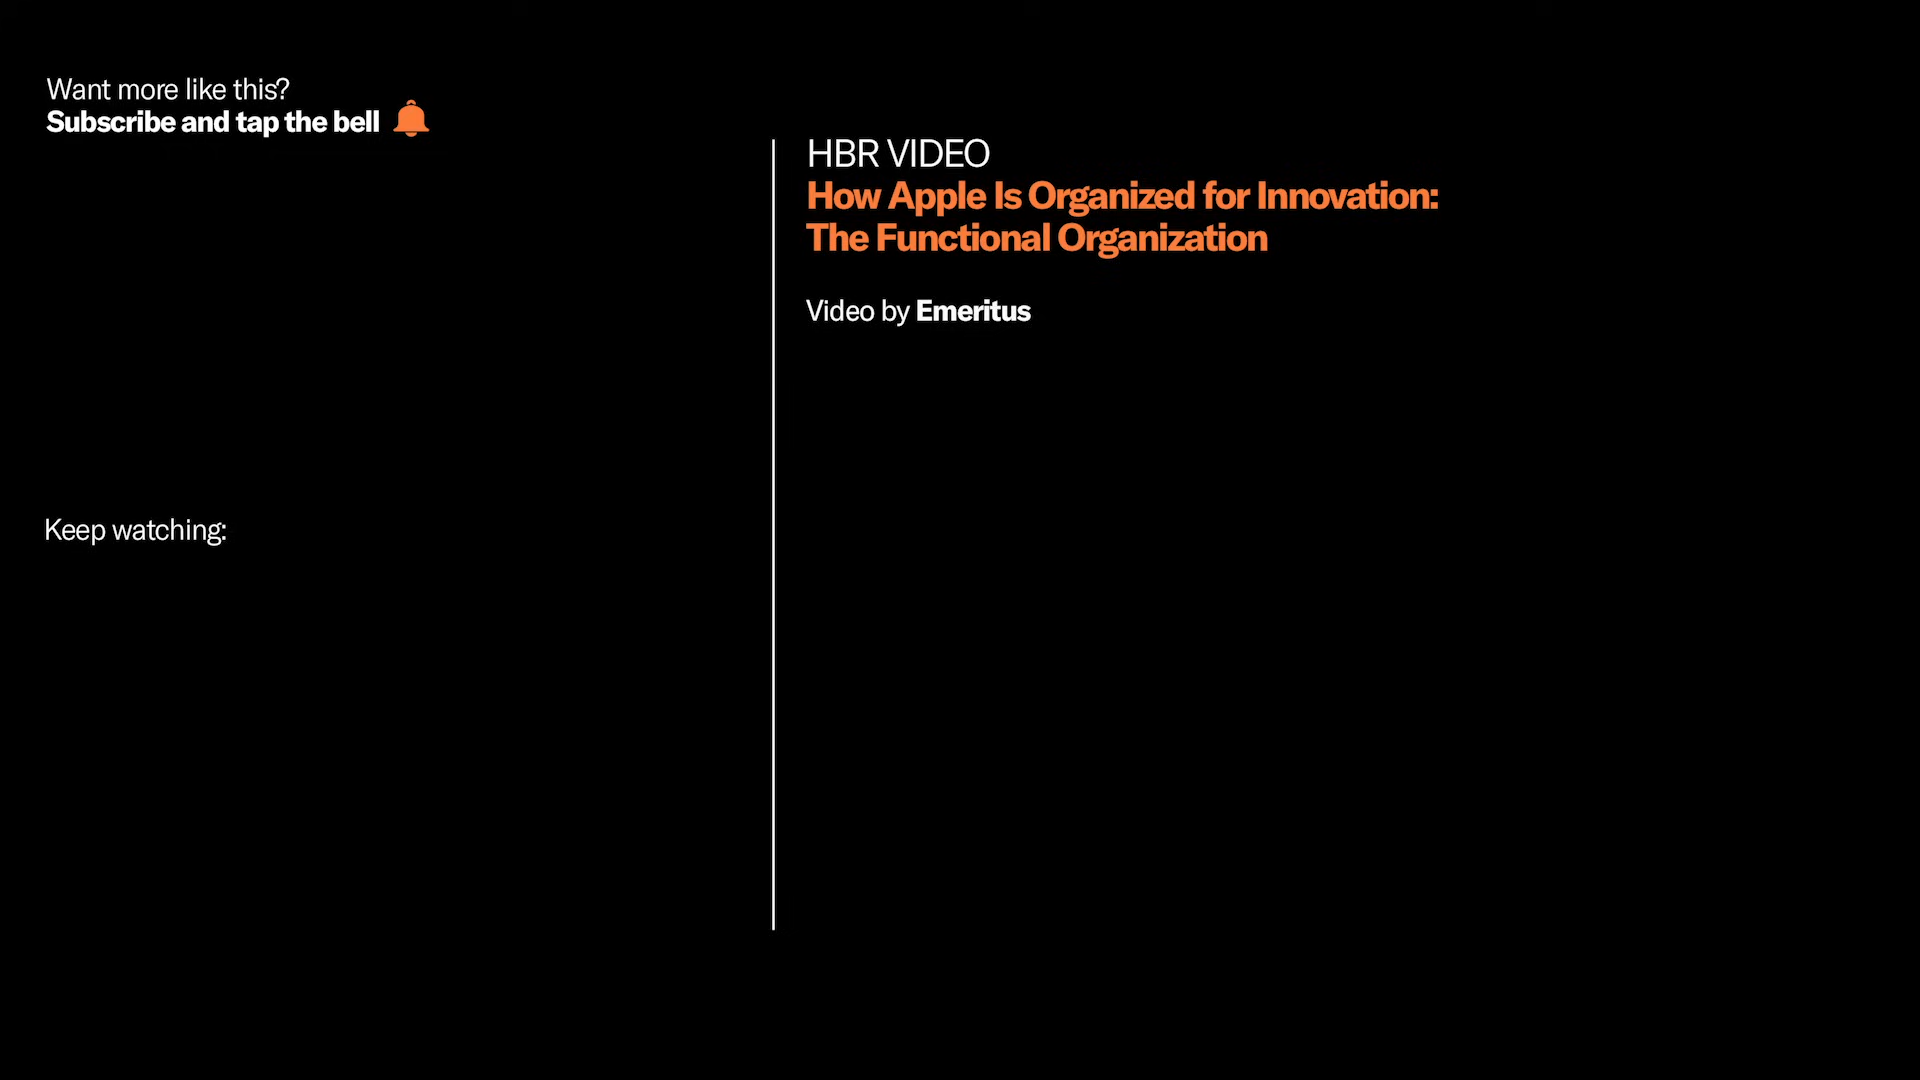 Want more like this?
Subscribe and tap the bell
HBR VIDEO
How Apple Is Organized for Innovation:
The Functional Organization
Video by Emeritus
Keep watching: